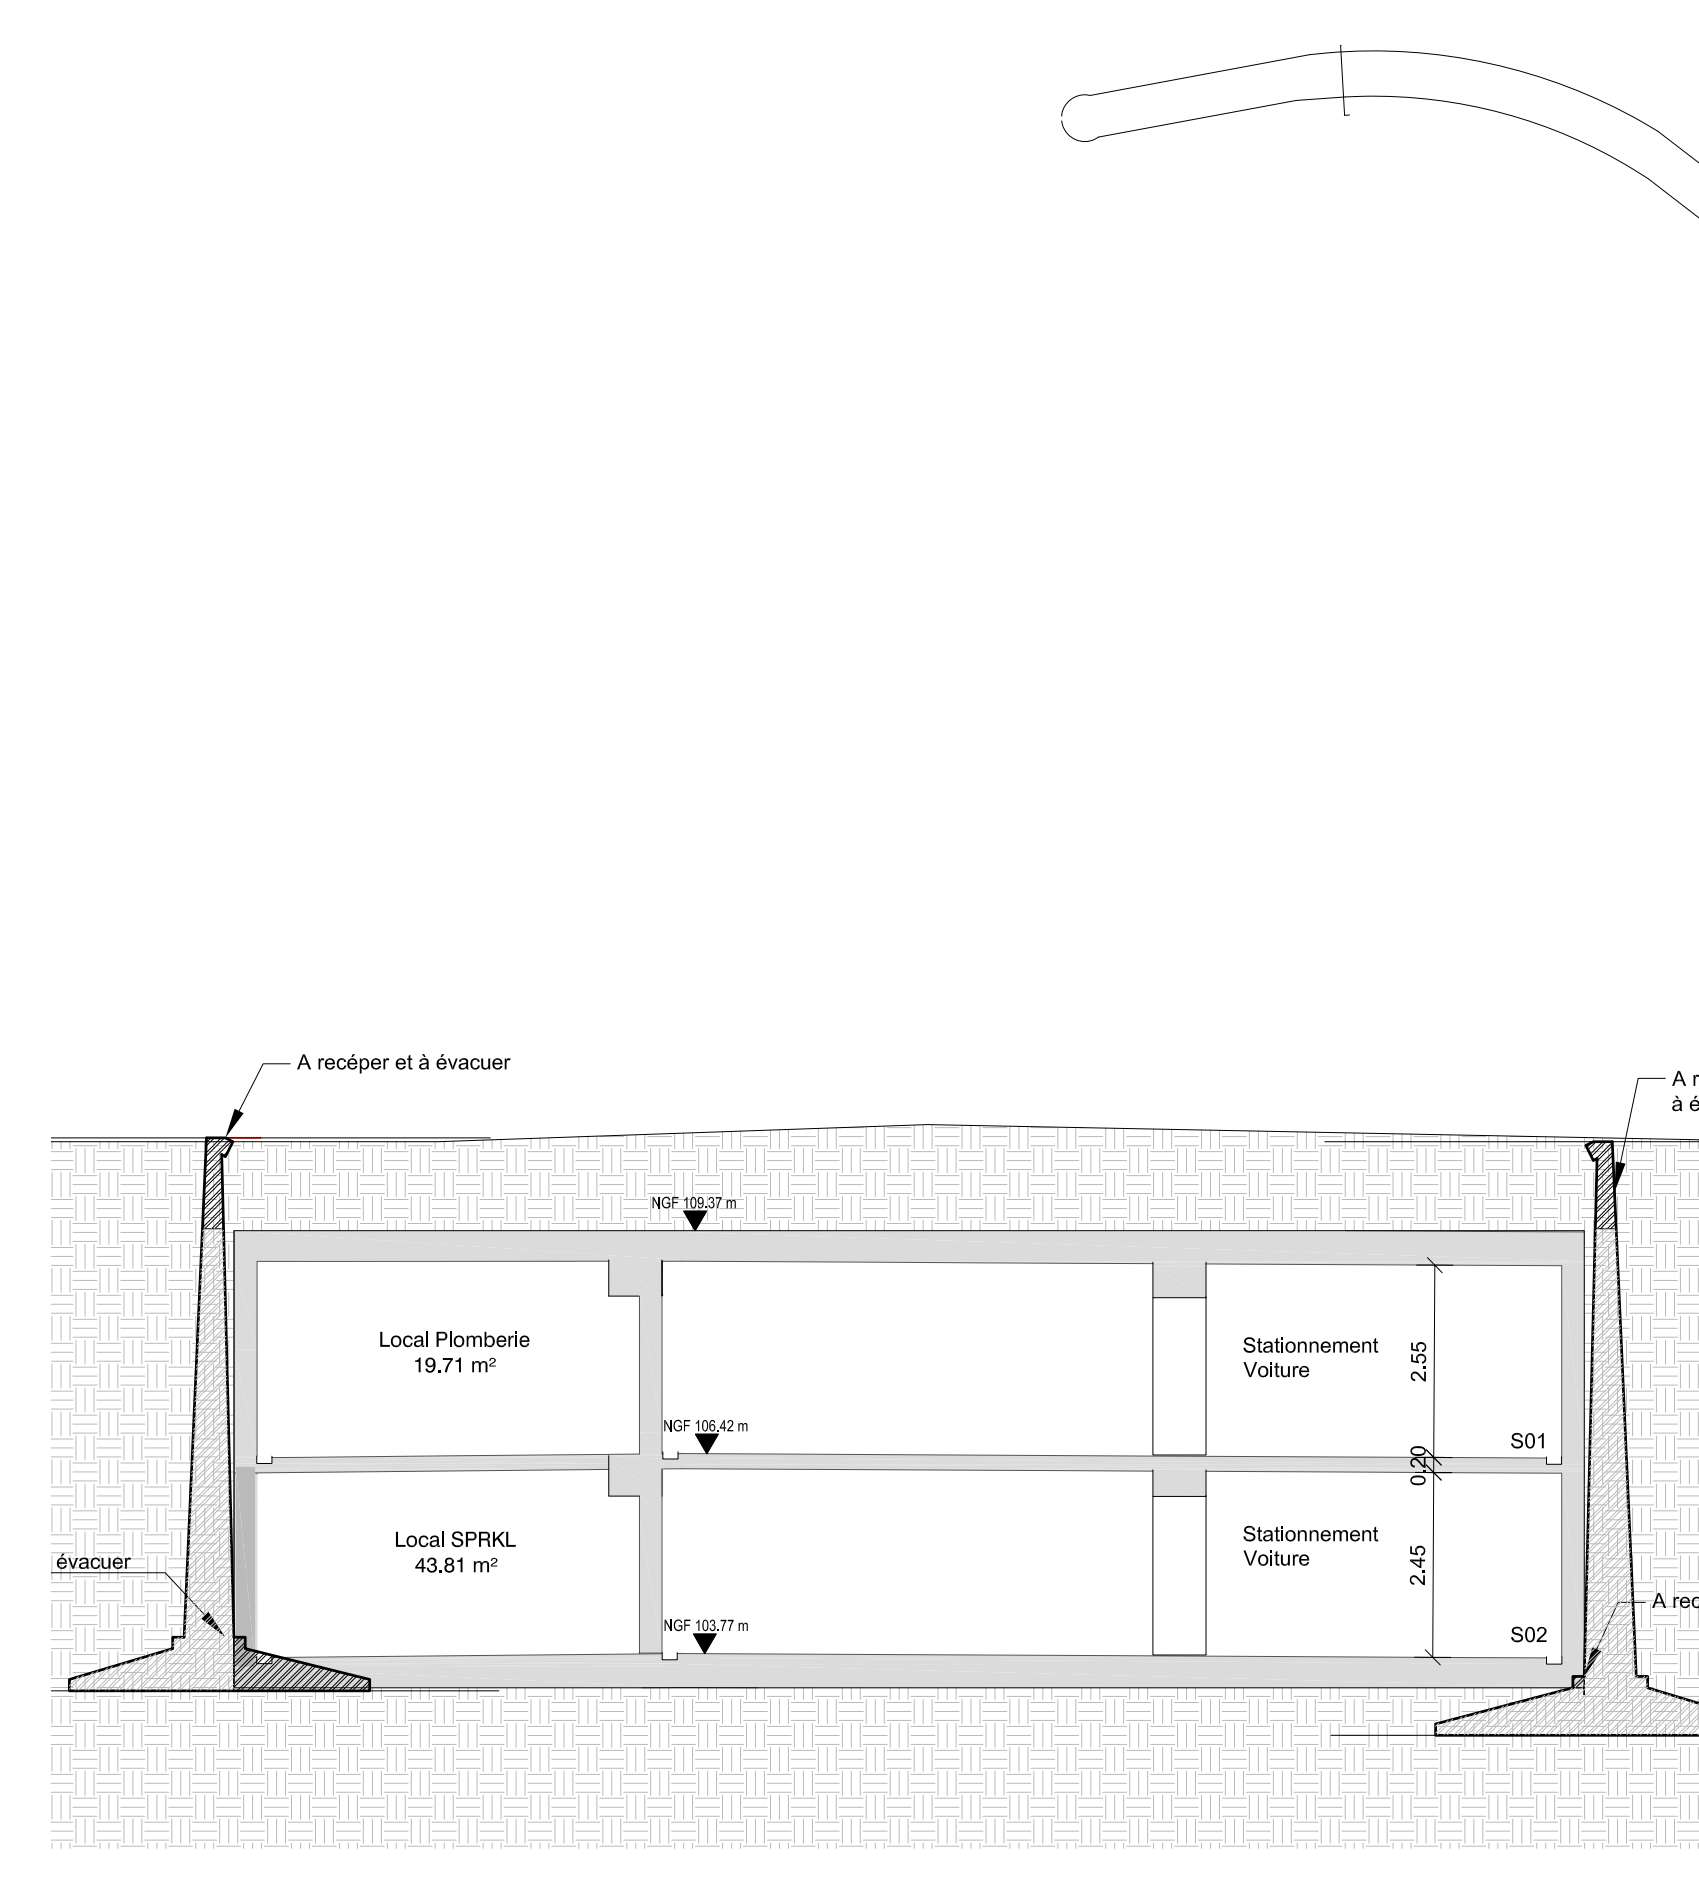 A recéper et à évacuer
A r
à é
NGF 109.37 m
Local Plomberie
19.71 m²
Stationnement
Voiture
2.55
NGF 106.42 m
S01
0.20
Local SPRKL
43.81 m²
Stationnement
Voiture
2.45
évacuer
A rec
NGF 103.77 m
S02